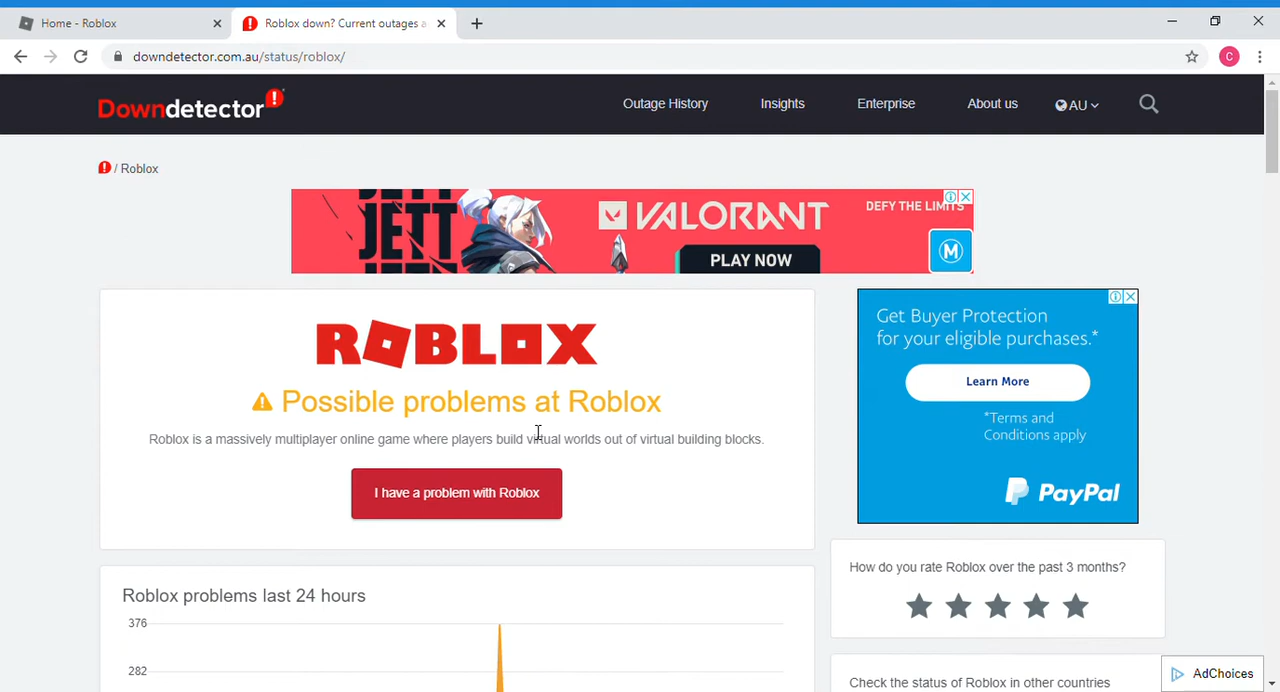 Home - Roblox
Roblox down? Current outages a
downdetector.com.au/status/roblox/
C
Downdetector!
Outage History
Insights
Enterprise
About us
AU
! / Roblox
JETT
JETT
JETT
VALORANT
PLAY NOW
DEFY THE LIMITS
M
ROBLOX
Possible problems at Roblox
Roblox is a massively multiplayer online game where players build virtual worlds out of virtual building blocks.
I have a problem with Roblox
Get Buyer Protection
for your eligible purchases.*
Learn More
*Terms and
Conditions apply
PayPal
How do you rate Roblox over the past 3 months?
Roblox problems last 24 hours
376
282
Check the status of Roblox in other countries
AdChoices